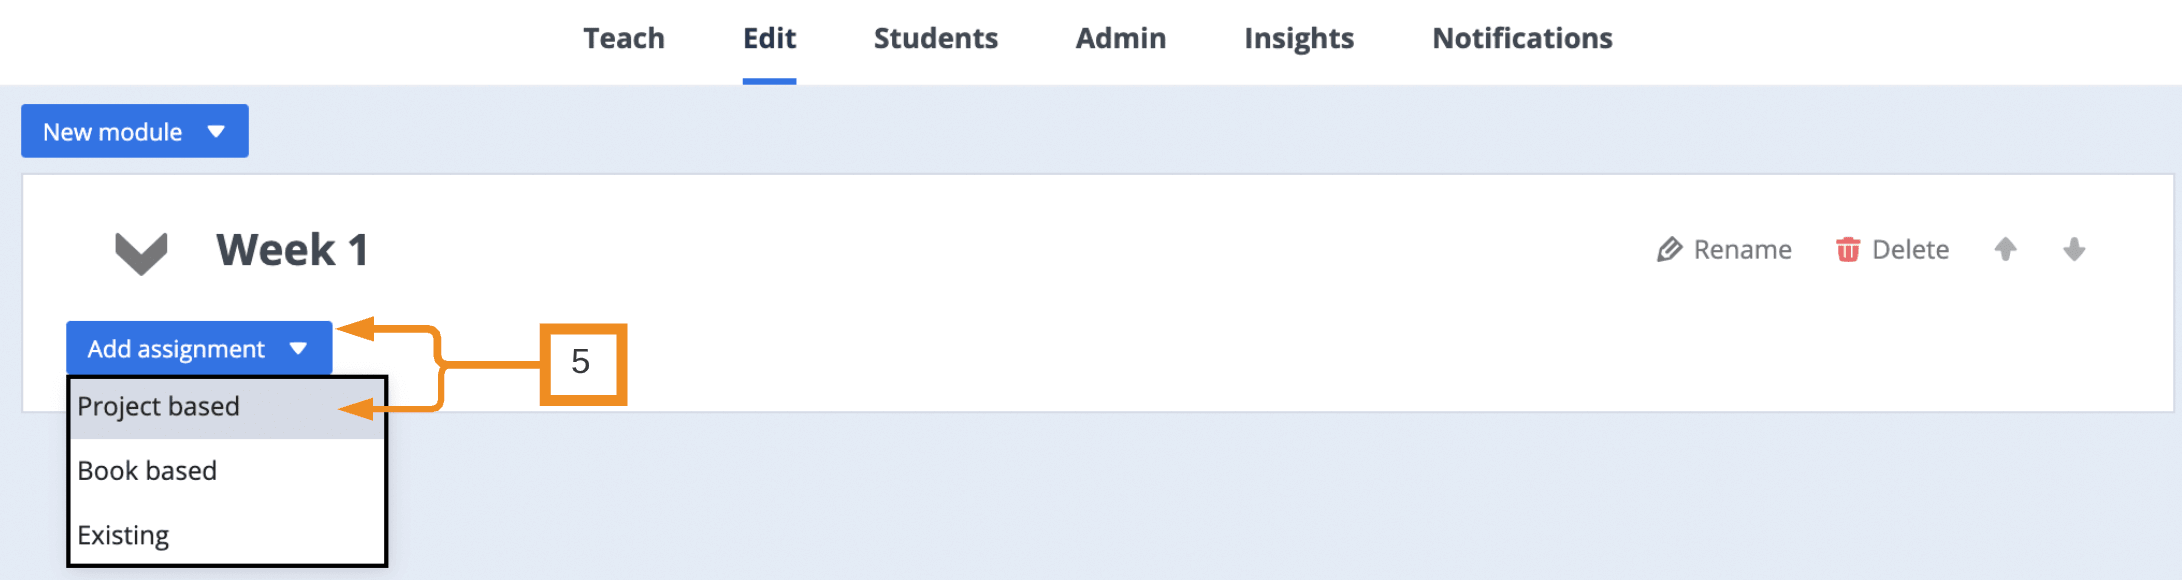 Teach Edit Students Admin Insights Notifications
New module
Week 1
Rename Delete
Add assignment
5
Project based
Book based
Existing